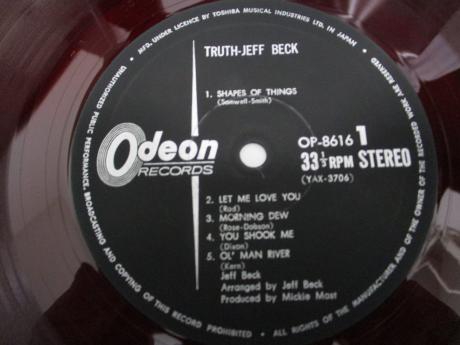 MFD. UNDER LICENCE BY TOSHIBA MUSICAL INDUSTRIES LTD. IN JAPAN
TRUTH-JEFF BECK
1. SHAPES OF THINGS
(Samwell-Smith)
Odeon
RECORDS
OP-8616 1
33⅓ RPM STEREO
(YAX-3706)
2. LET ME LOVE YOU
(Rod)
3. MORNING DEW
(Rose-Dobson)
4. YOU SHOOK ME
(Dixon)
5. OL' MAN RIVER
(Kern)
Jeff Beck
Arranged by Jeff Beck
Produced by Mickie Most
UNAUTHORIZED PUBLIC PERFORMANCE, BROADCASTING AND COPYING OF THIS RECORD PROHIBITED • ALL RIGHTS OF THE MANUFACTURER AND OF THE OWNER OF THE RECORDED WORK ARE RESERVED